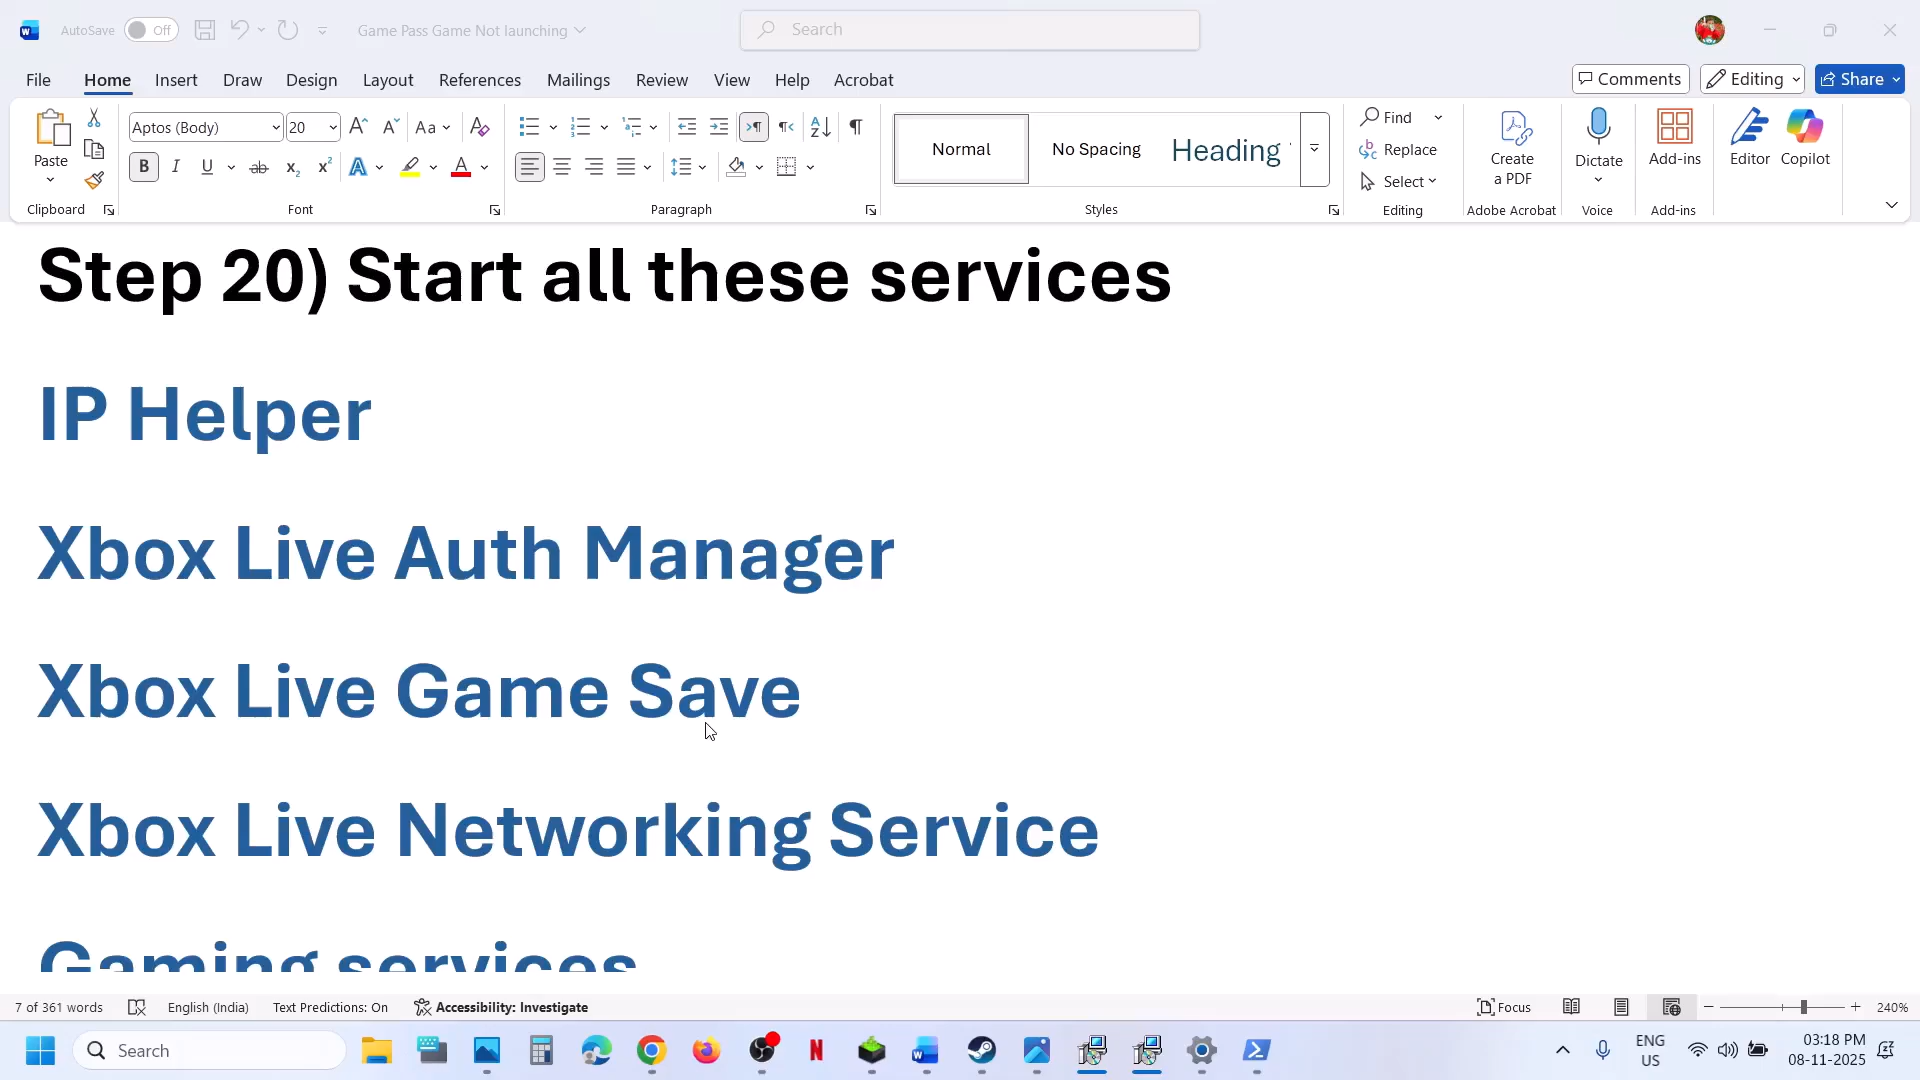 AutoSave Off Game Pass Game Not launching Search
File Home Insert Draw Design Layout References Mailings Review View Help Acrobat Comments Editing Share
Paste Aptos (Body) 20 Aa Normal No Spacing Heading Find Replace Select Create a PDF Dictate Add-ins Editor Copilot
Clipboard Font Paragraph Styles Editing Adobe Acrobat Voice Add-ins
Step 20) Start all these services
IP Helper
Xbox Live Auth Manager
Xbox Live Game Save
Xbox Live Networking Service
Gaming services
7 of 361 words English (India) Text Predictions: On Accessibility: Investigate Focus 240%
Search ENG US 03:18 PM 08-11-2025